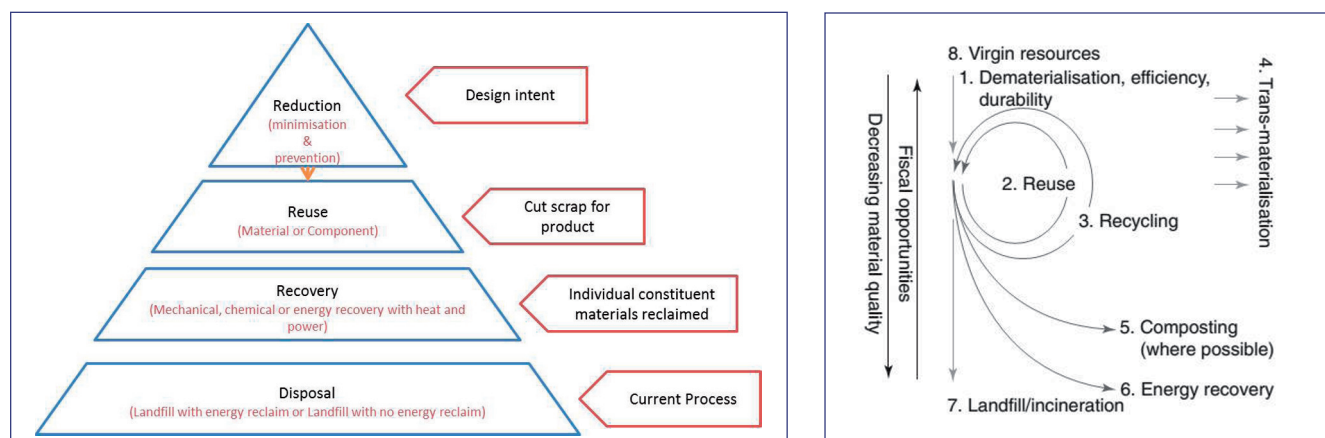 Reduction
(minimisation
&
prevention)
Design intent
Reuse
(Material or Component)
Cut scrap for
product
Recovery
(Mechanical, chemical or energy recovery with heat and
power)
Individual constituent
materials reclaimed
Disposal
(Landfill with energy reclaim or Landfill with no energy reclaim)
Current Process
8. Virgin resources
1. Dematerialisation, efficiency,
durability
Decreasing material quality
Fiscal opportunities
2. Reuse
3. Recycling
4. Trans-materialisation
5. Composting
(where possible)
6. Energy recovery
7. Landfill/incineration